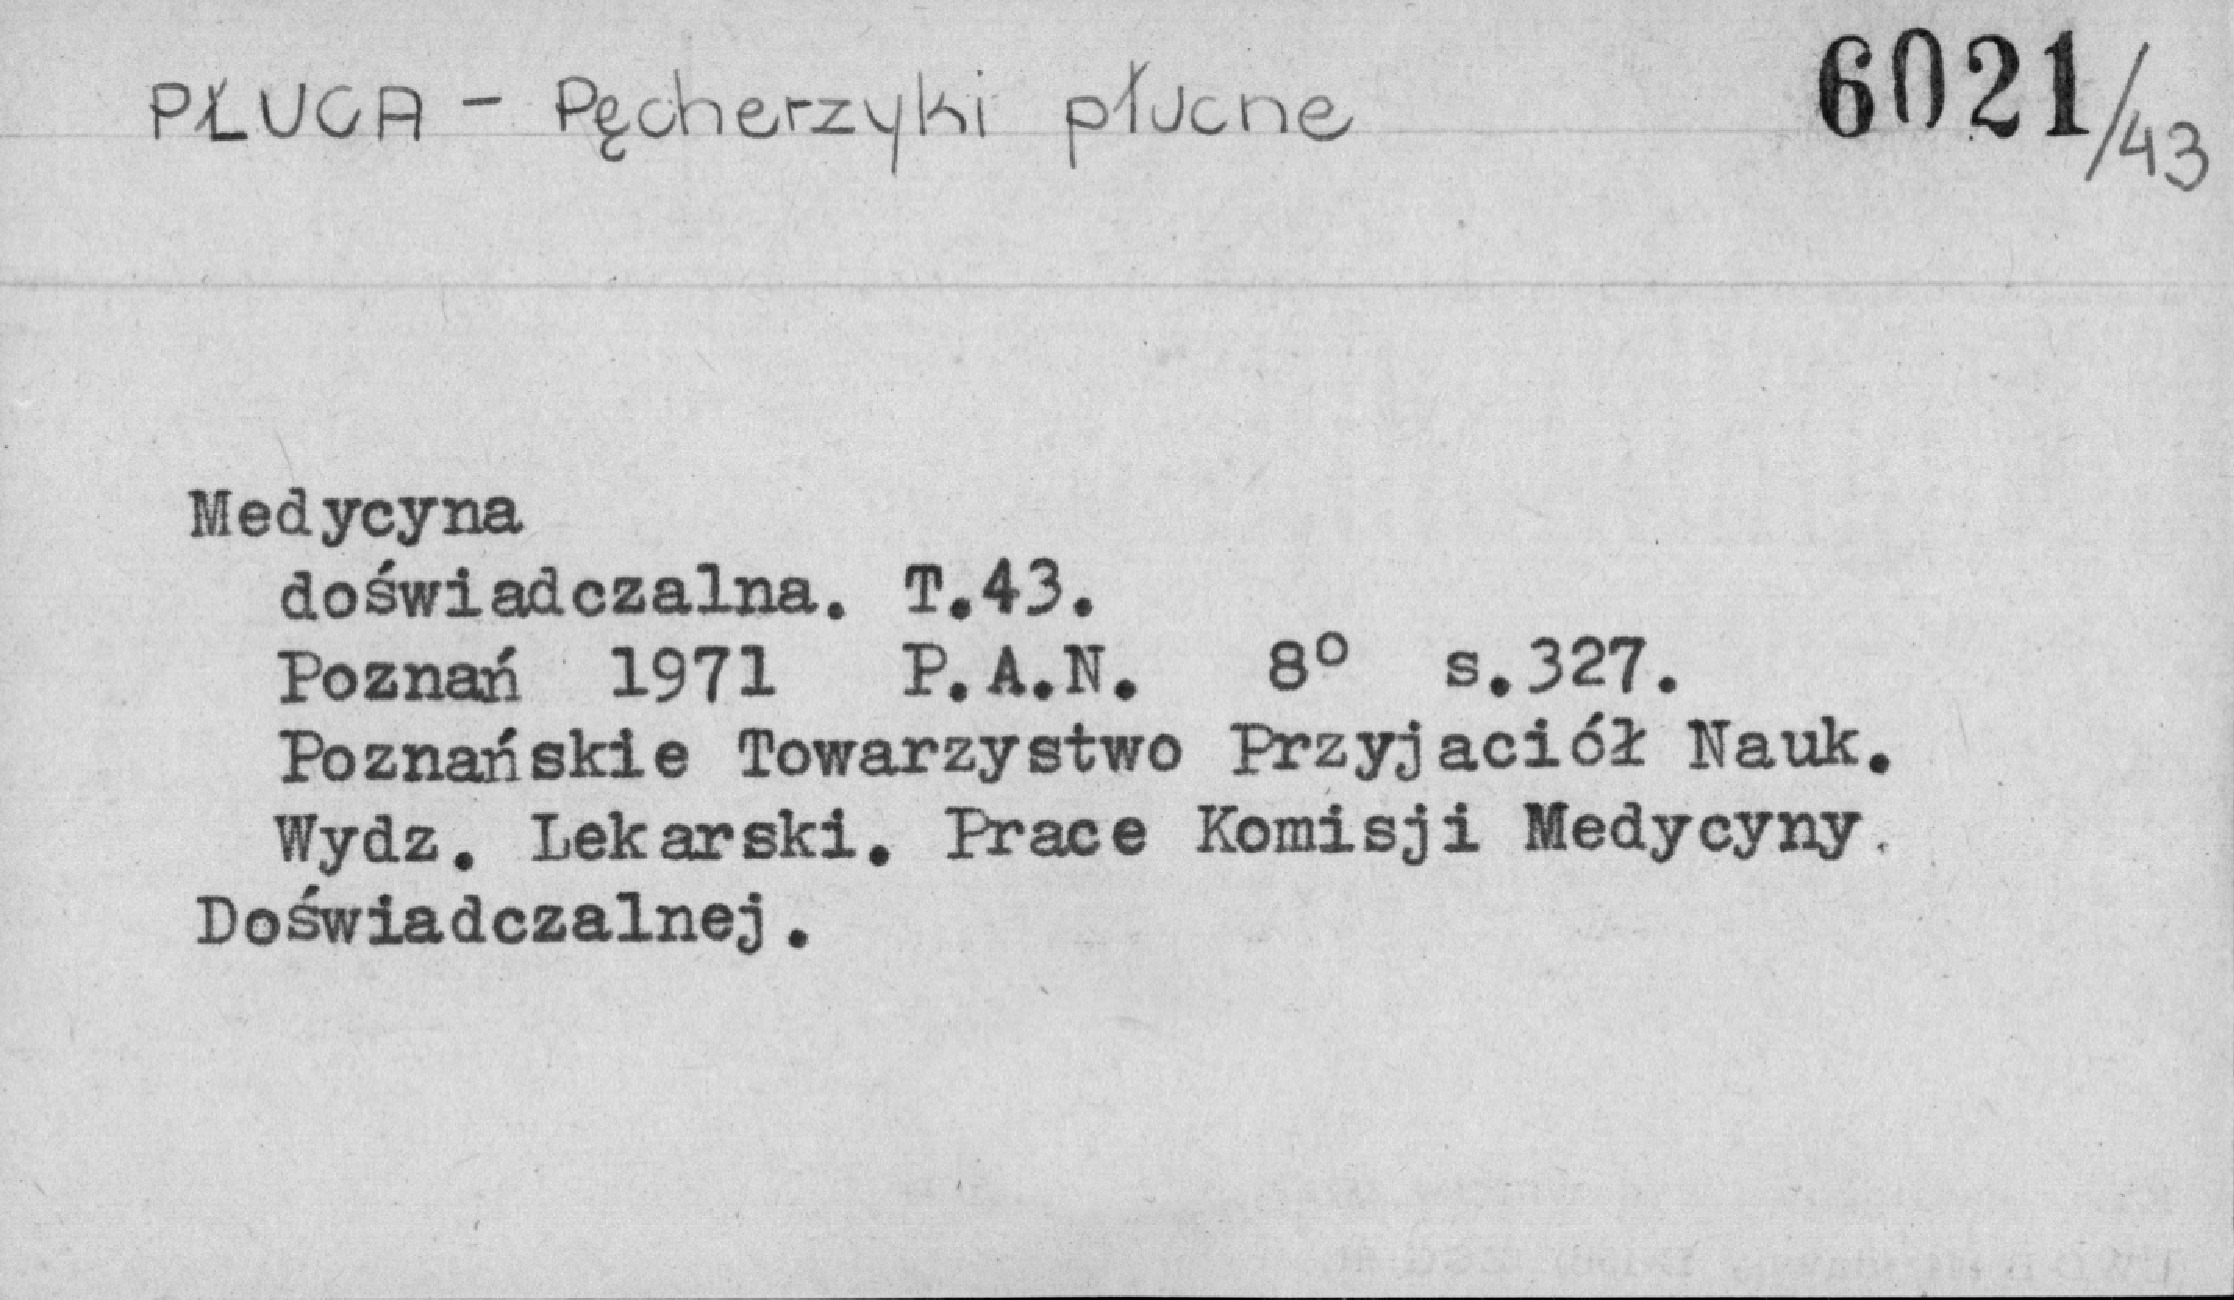 PŁUCA - Pęcherzyki płucne 6021/43
Medycyna
doświadczalna. T.43.
Poznań 1971 P.A.N. 8° s.327.
Poznańskie Towarzystwo Przyjaciół Nauk.
Wydz. Lekarski. Prace Komisji Medycyny.
Doświadczalnej.